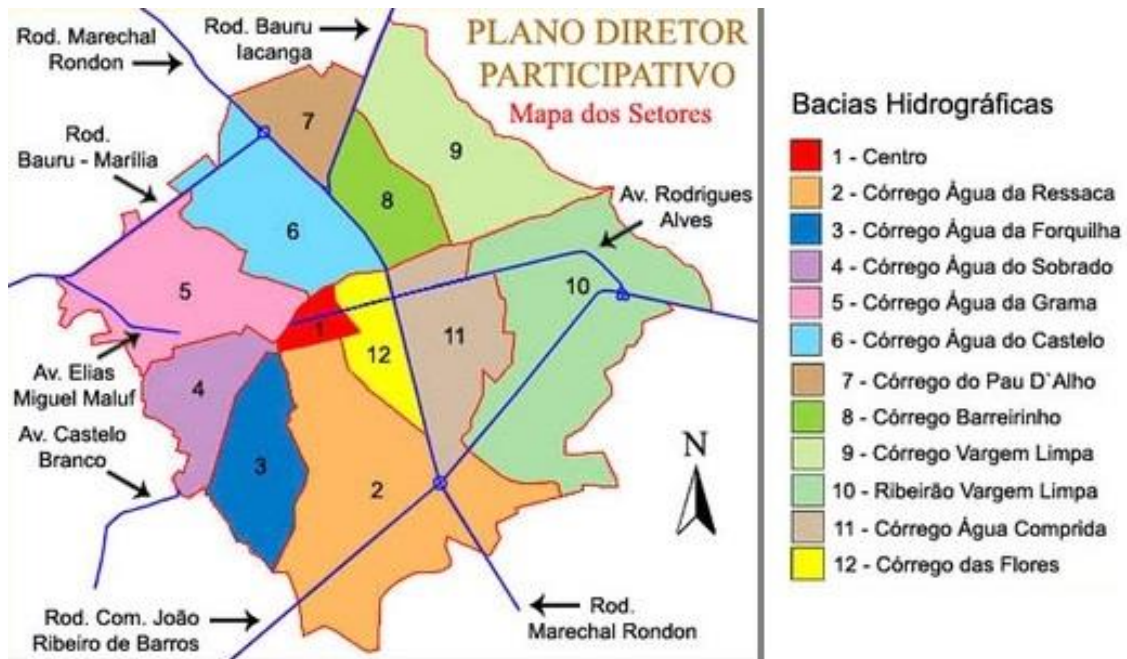 PLANO DIRETOR
PARTICIPATIVO
Mapa dos Setores
Rod. Marechal
Rondon
Rod. Bauru
Iacanga
Rod.
Bauru - Marília
Av. Rodrigues
Alves
Av. Elias
Miguel Maluf
Av. Castelo
Branco
Rod. Com. João
Ribeiro de Barros
Rod.
Marechal Rondon
N
7
9
8
6
5
10
1
11
12
4
3
2
Bacias Hidrográficas
1 - Centro
2 - Córrego Água da Ressaca
3 - Córrego Água da Forquilha
4 - Córrego Água do Sobrado
5 - Córrego Água da Grama
6 - Córrego Água do Castelo
7 - Córrego do Pau D`Alho
8 - Córrego Barreirinho
9 - Córrego Vargem Limpa
10 - Ribeirão Vargem Limpa
11 - Córrego Água Comprida
12 - Córrego das Flores